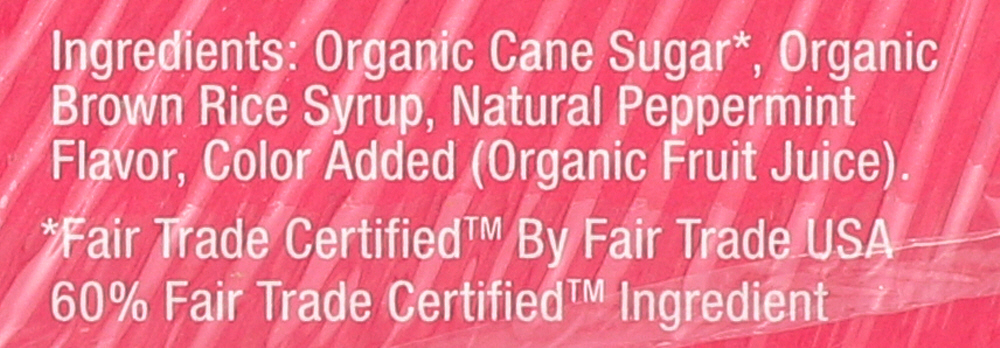 Ingredients: Organic Cane Sugar*, Organic
Brown Rice Syrup, Natural Peppermint
Flavor, Color Added (Organic Fruit Juice).
*Fair Trade Certified™ By Fair Trade USA
60% Fair Trade Certified™ Ingredient